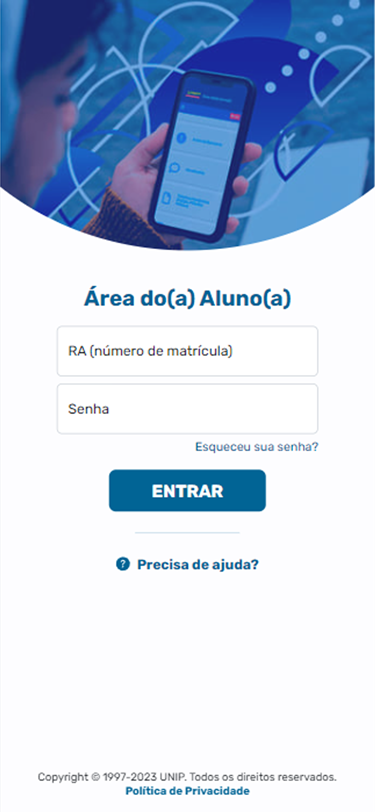 Área do(a) Aluno(a)
RA (número de matrícula)
Senha
Esqueceu sua senha?
ENTRAR
? Precisa de ajuda?
Copyright © 1997-2023 UNIP. Todos os direitos reservados.
Política de Privacidade